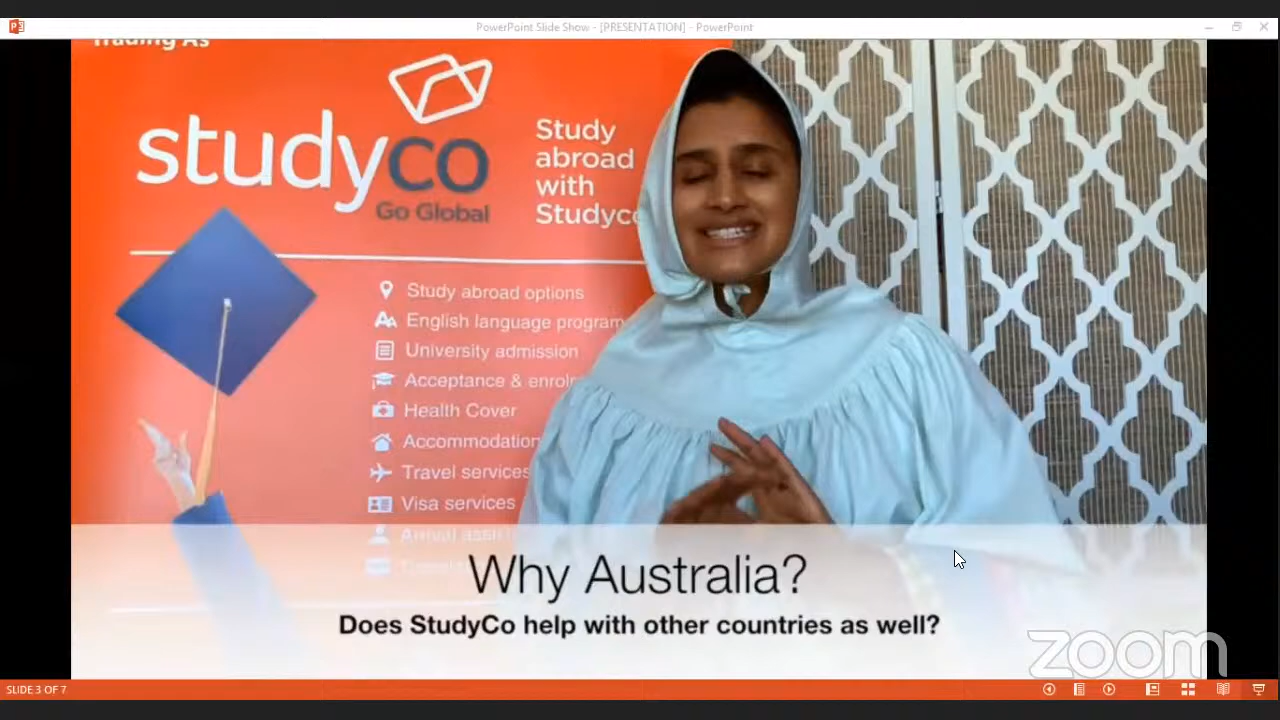 PowerPoint Slide Show - [PRESENTATION] - PowerPoint
Trading As
studyco
Go Global
Study
abroad
with
Studyco
Study abroad options
English language program
University admission
Acceptance & enrol
Health Cover
Accommodation
Travel services
Visa services
Arrival assist
Why Australia?
Does StudyCo help with other countries as well?
zoom
SLIDE 3 OF 7